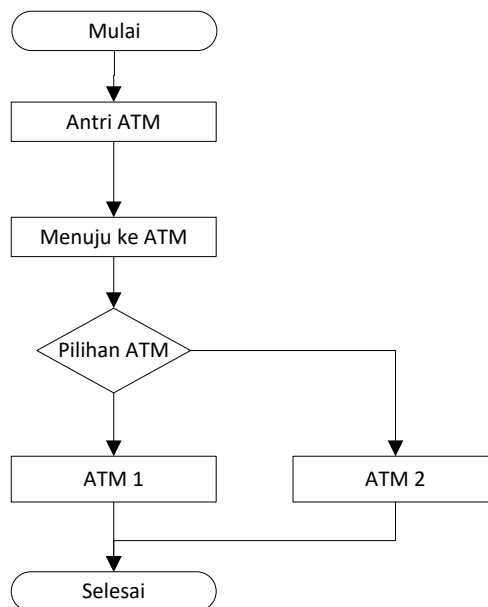 Mulai
Antri ATM
Menuju ke ATM
Pilihan ATM
ATM 1
ATM 2
Selesai